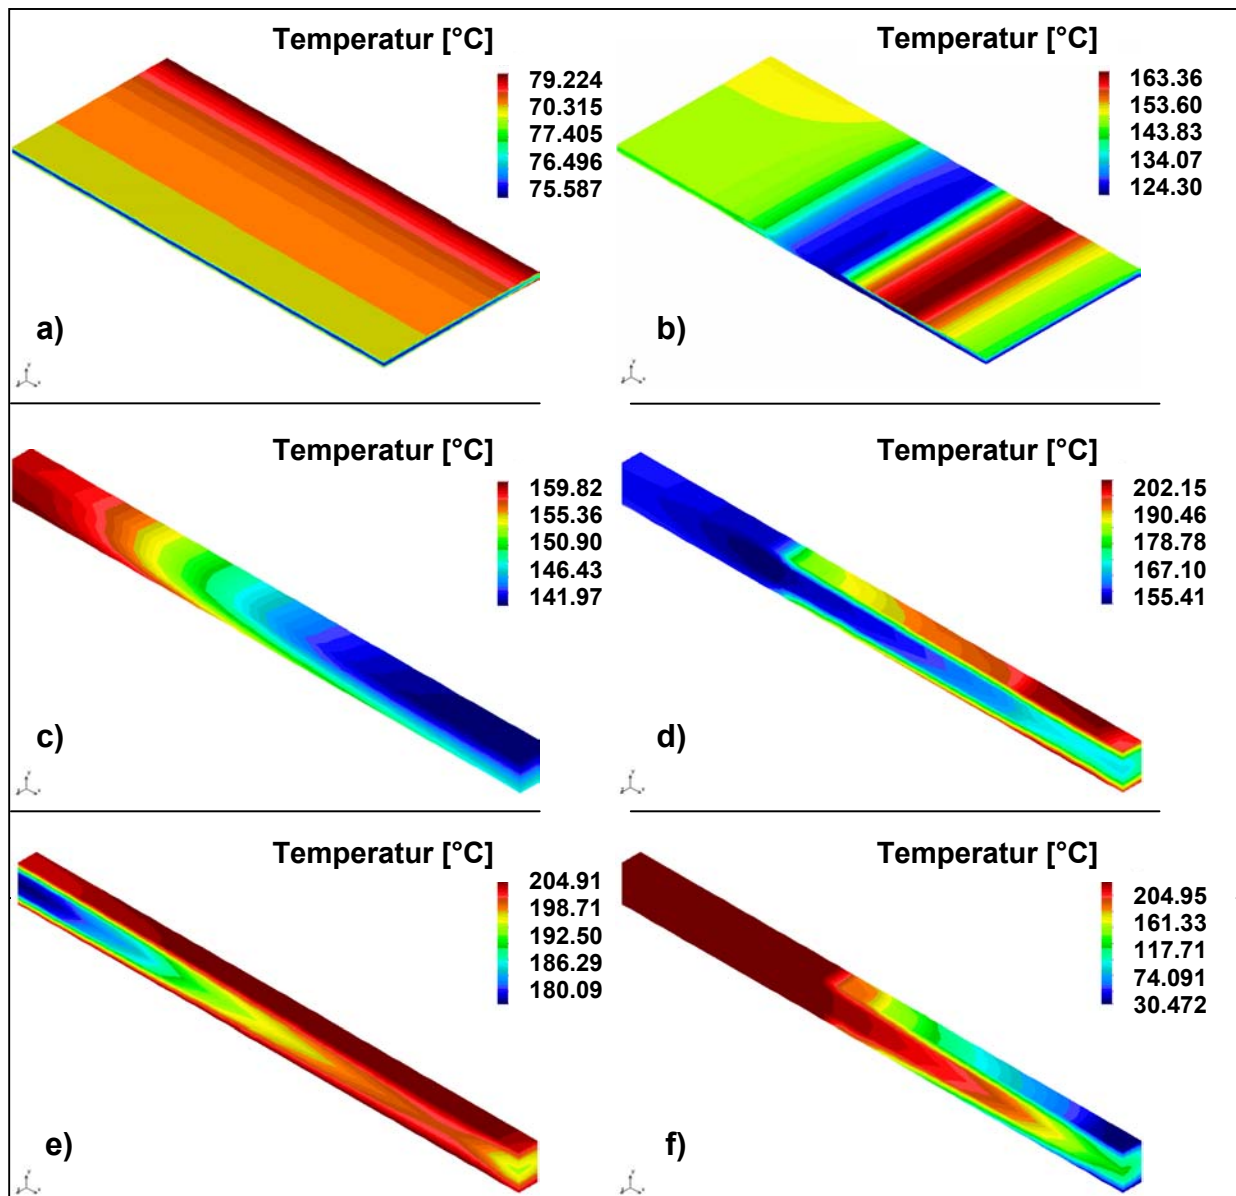 Temperatur [°C]
79.224
70.315
77.405
76.496
75.587
a)
Temperatur [°C]
163.36
153.60
143.83
134.07
124.30
b)
Temperatur [°C]
159.82
155.36
150.90
146.43
141.97
c)
Temperatur [°C]
202.15
190.46
178.78
167.10
155.41
d)
Temperatur [°C]
204.91
198.71
192.50
186.29
180.09
e)
Temperatur [°C]
204.95
161.33
117.71
74.091
30.472
f)